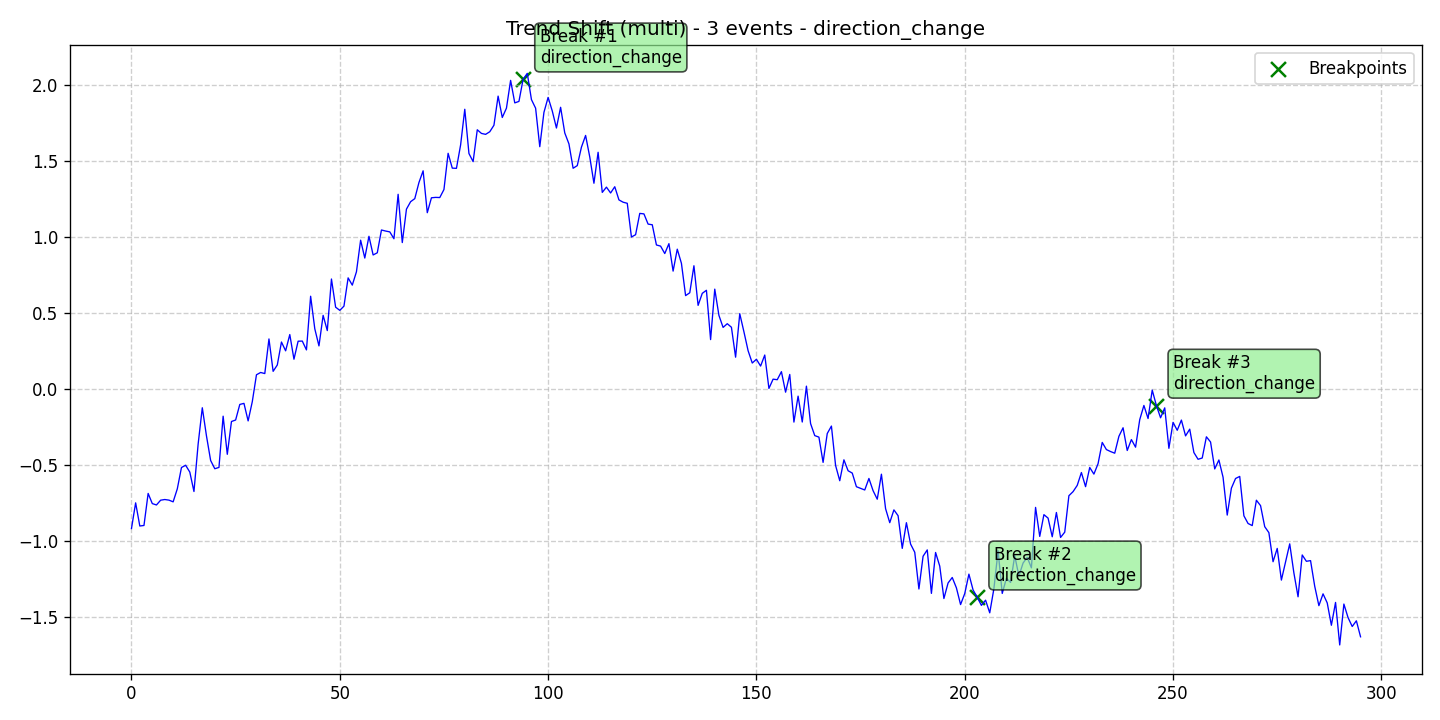 Trend Shift (multi) - 3 events - direction_change
Break #1
direction_change
Breakpoints
2.0
1.5
1.0
0.5
0.0
−0.5
−1.0
−1.5
Break #3
direction_change
Break #2
direction_change
0
50
100
150
200
250
300